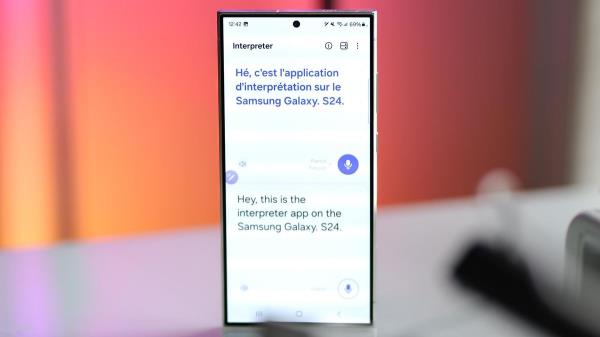 12:42
69%
Interpreter
Hé, c'est l'application
d'interprétation sur le
Samsung Galaxy. S24.
Hey, this is the
interpreter app on the
Samsung Galaxy. S24.